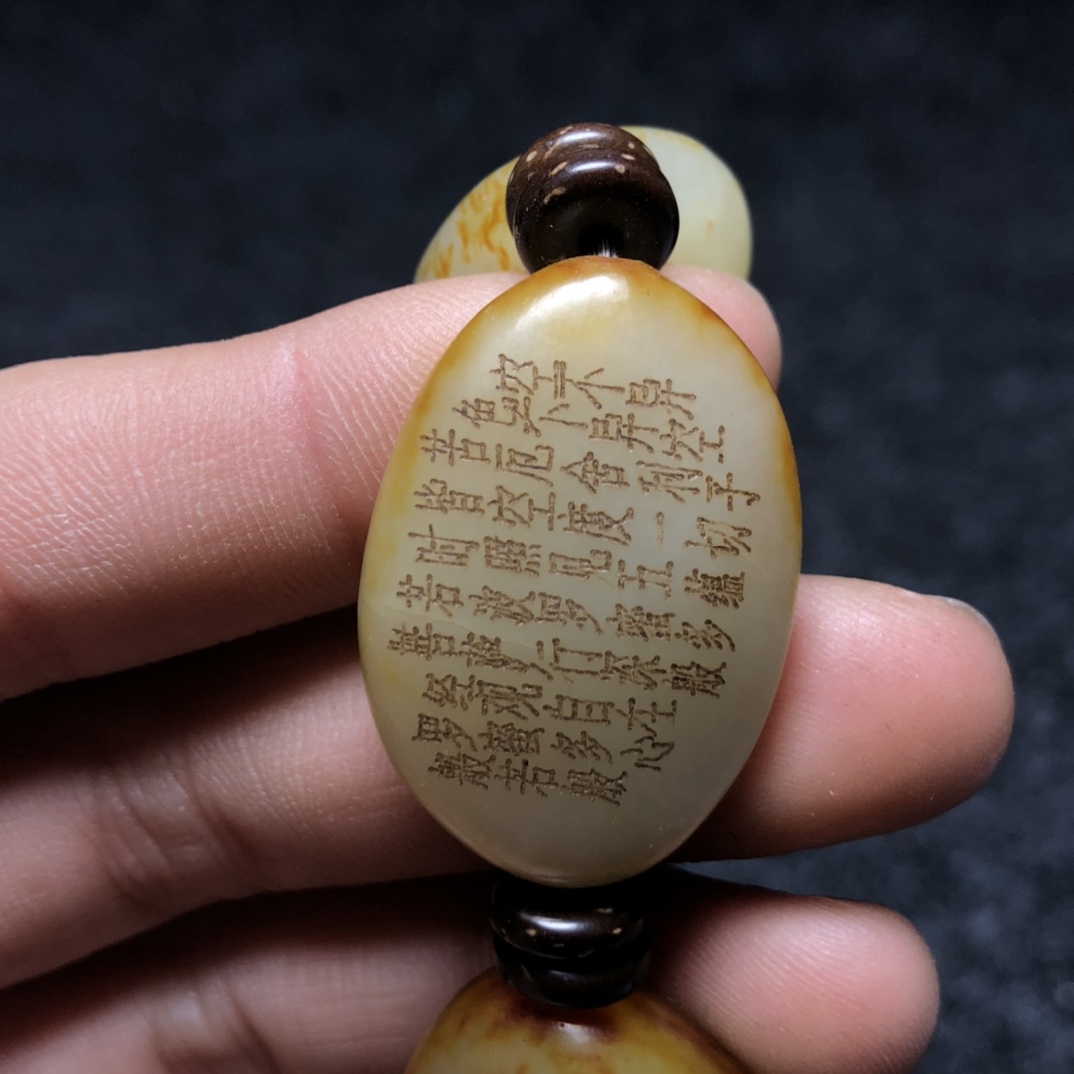 般若波
罗蜜多心
经观自在
菩萨行深般
若波罗蜜多
时照见五蕴
皆空度一切
苦厄舍利子
色不异空
空不异